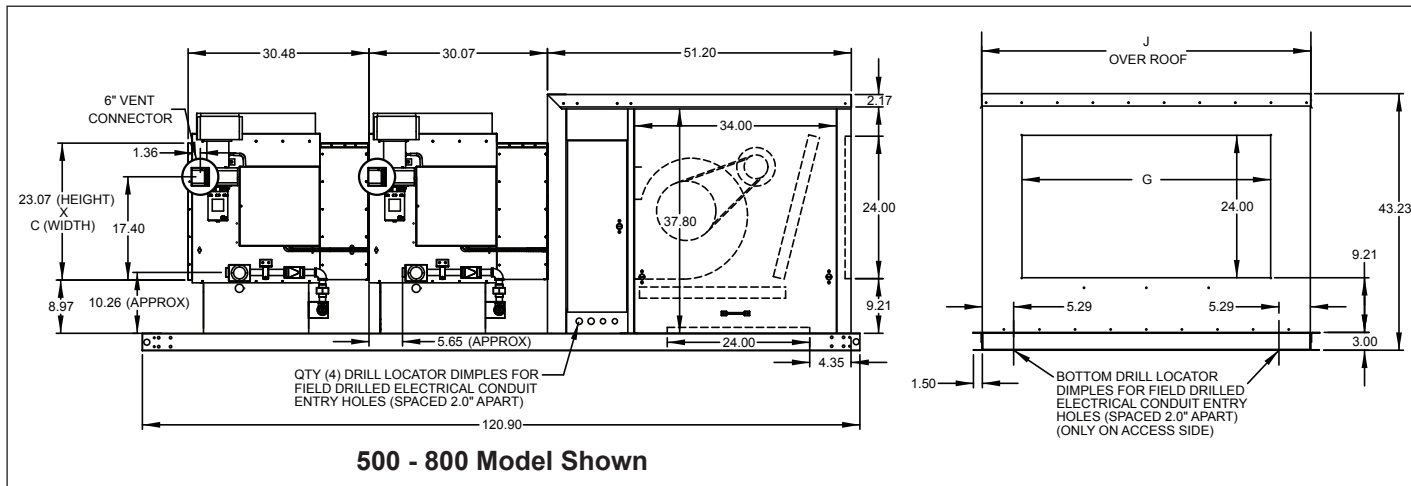 30.48
30.07
51.20
J
OVER ROOF
6" VENT
CONNECTOR
2.17
1.36
34.00
23.07 (HEIGHT)
X
C (WIDTH)
17.40
37.80
24.00
G
24.00
43.23
8.97
10.26 (APPROX)
9.21
9.21
5.29
5.29
5.65 (APPROX)
24.00
4.35
3.00
1.50
QTY (4) DRILL LOCATOR DIMPLES FOR
FIELD DRILLED ELECTRICAL CONDUIT
ENTRY HOLES (SPACED 2.0" APART)
BOTTOM DRILL LOCATOR
DIMPLES FOR FIELD DRILLED
ELECTRICAL CONDUIT ENTRY
HOLES (SPACED 2.0" APART)
(ONLY ON ACCESS SIDE)
120.90
500 - 800 Model Shown